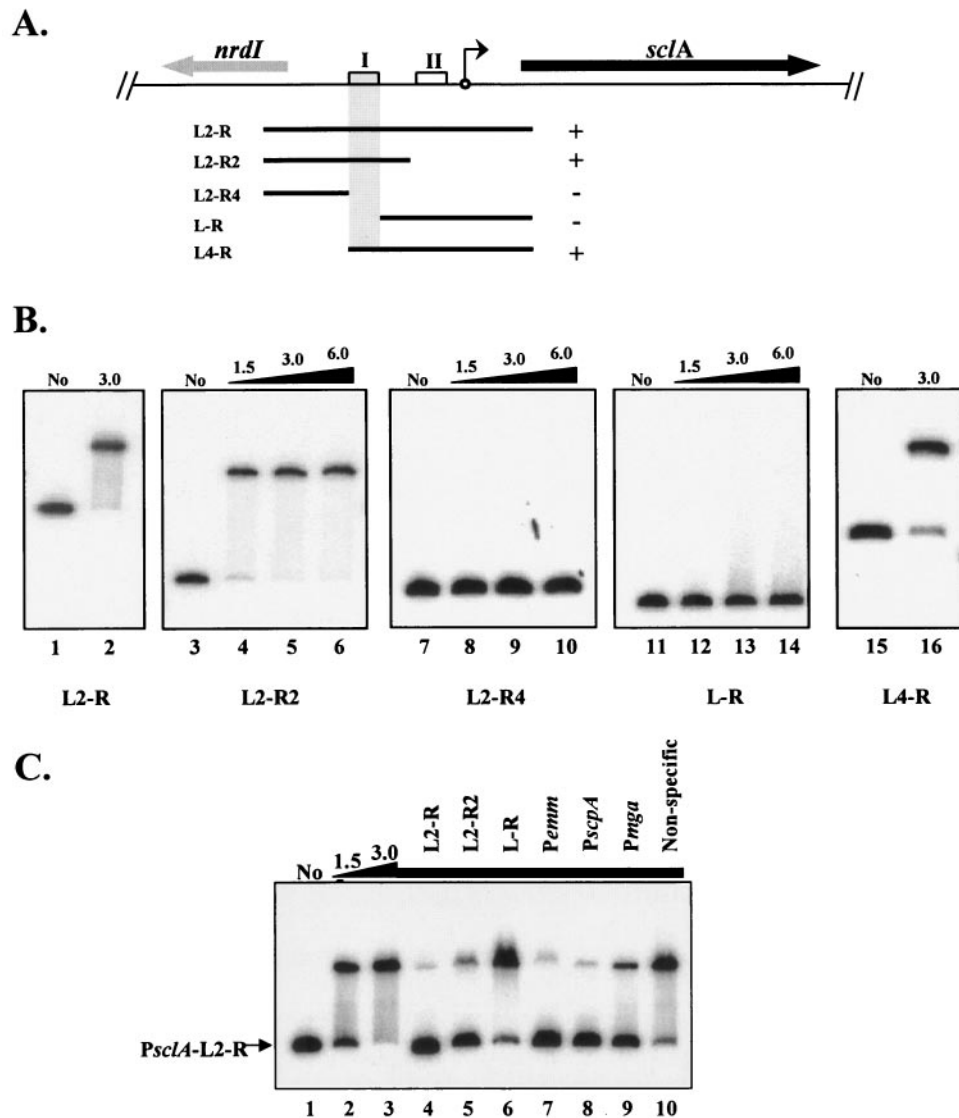 A.
nrdI I II sclA
L2-R +
L2-R2 +
L2-R4 -
L-R -
L4-R +
B.
No 3.0 No 1.5 3.0 6.0 No 1.5 3.0 6.0 No 1.5 3.0 6.0 No 3.0
1 2 3 4 5 6 7 8 9 10 11 12 13 14 15 16
L2-R L2-R2 L2-R4 L-R L4-R
C.
No 1.5 3.0 L2-R L2-R2 L-R Pemm PscpA Pmga Non-specific
PsclA-L2-R
1 2 3 4 5 6 7 8 9 10